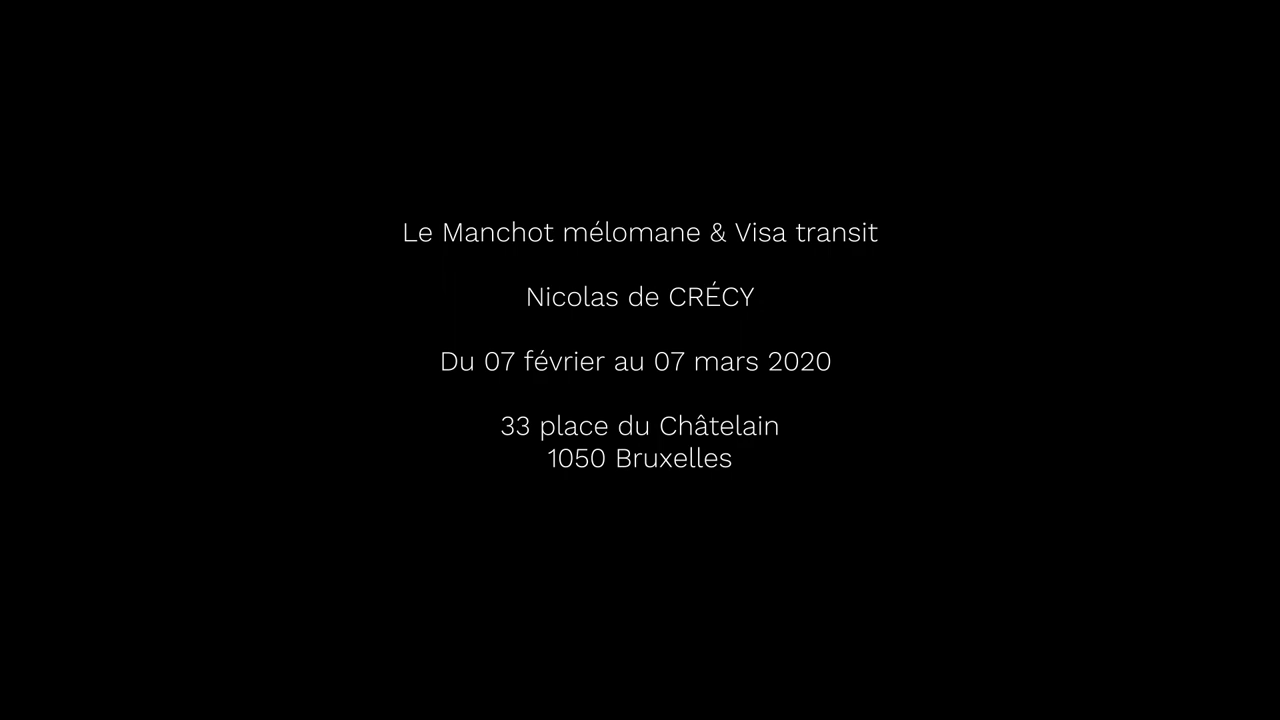 Le Manchot mélomane & Visa transit
Nicolas de CRÉCY
Du 07 février au 07 mars 2020
33 place du Châtelain
1050 Bruxelles